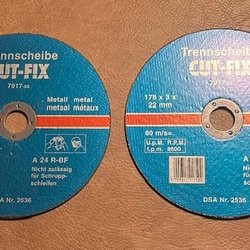 Trennscheibe
CUT-FIX
7917-50
Metall metal
metaal métaux
A 24 R-BF
Nicht zulässig
für Schrupp-
schleifen
DSA Nr. 2536
Trennscheibe
CUT-FIX
178 x 3 x
22 mm
80 m/s=
U.p.M. R.P.M.
t.p.m. 8600
DSA Nr. 2536